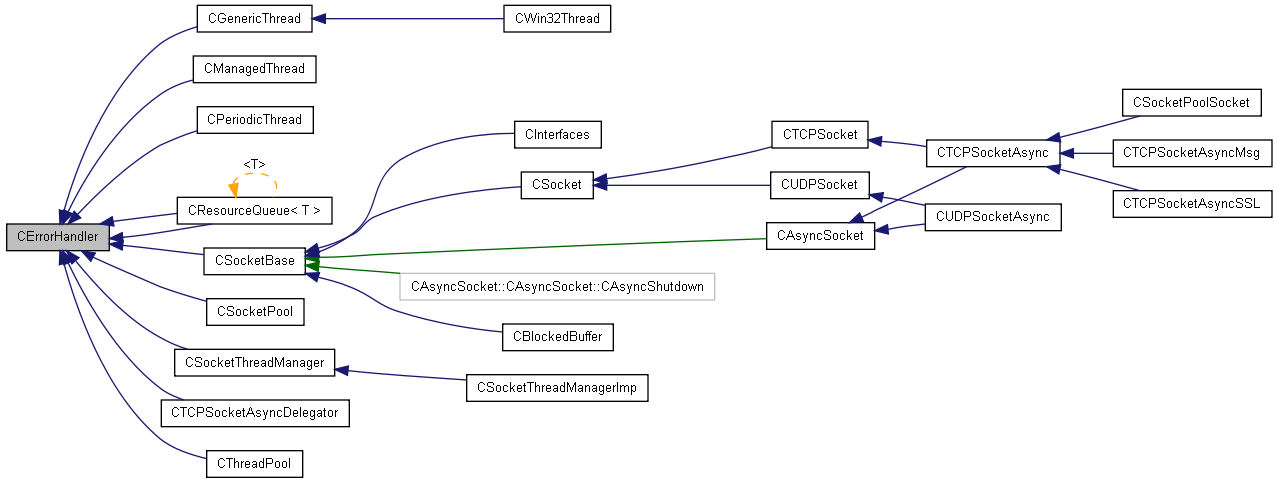 CGenericThread
CWin32Thread
CManagedThread
CSocketPoolSocket
CPeriodicThread
CInterfaces
CTCPSocket
CTCPSocketAsync
CTCPSocketAsyncMsg
<T>
CSocket
CUDPSocket
CTCPSocketAsyncSSL
CResourceQueue< T >
CUDPSocketAsync
CErrorHandler
CAsyncSocket
CSocketBase
CAsyncSocket::CAsyncSocket::CAsyncShutdown
CSocketPool
CBlockedBuffer
CSocketThreadManager
CSocketThreadManagerImp
CTCPSocketAsyncDelegator
CThreadPool